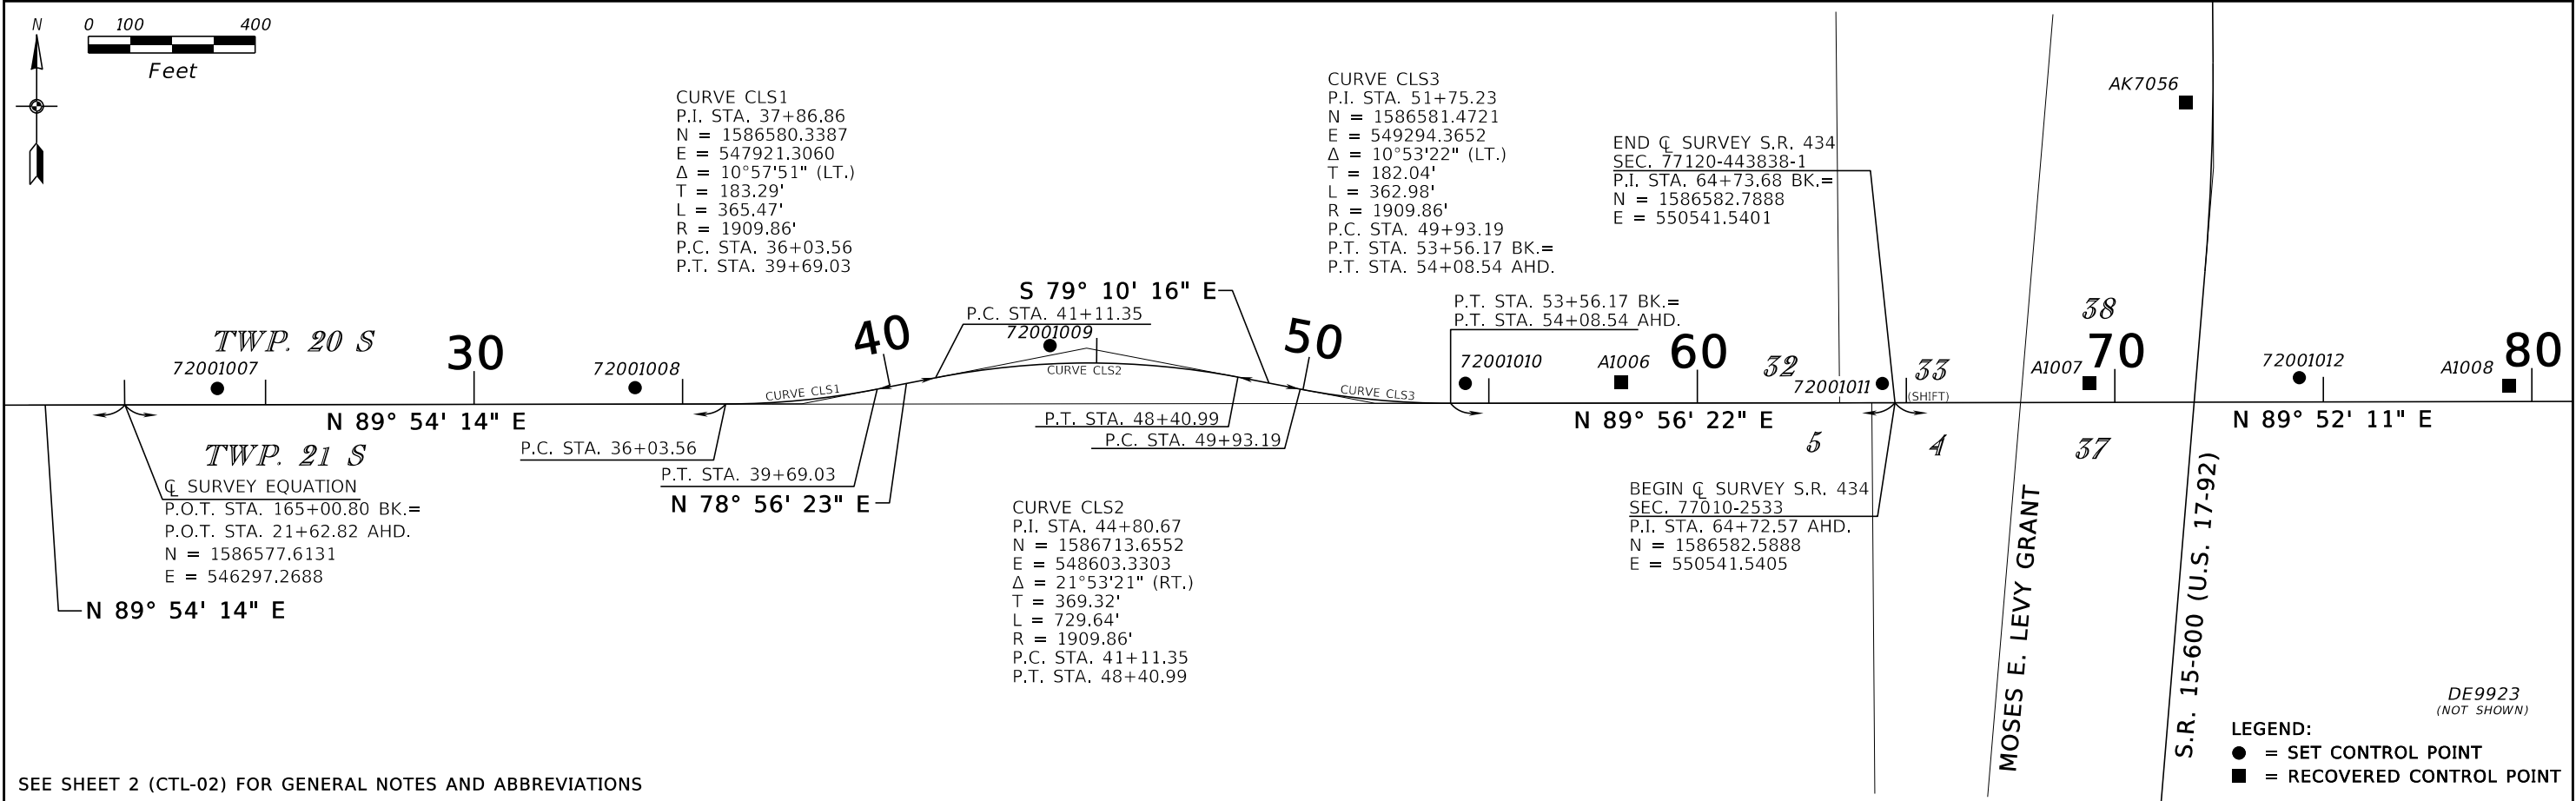 N
0 100 400
Feet
CURVE CLS1
P.I. STA. 37+86.86
N = 1586580.3387
E = 547921.3060
Δ = 10°57'51" (LT.)
T = 183.29'
L = 365.47'
R = 1909.86'
P.C. STA. 36+03.56
P.T. STA. 39+69.03
CURVE CLS3
P.I. STA. 51+75.23
N = 1586581.4721
E = 549294.3652
Δ = 10°53'22" (LT.)
T = 182.04'
L = 362.98'
R = 1909.86'
P.C. STA. 49+93.19
P.T. STA. 53+56.17 BK.=
P.T. STA. 54+08.54 AHD.
END ℄ SURVEY S.R. 434
SEC. 77120-443838-1
P.I. STA. 64+73.68 BK.=
N = 1586582.7888
E = 550541.5401
AK7056
S 79° 10' 16" E
P.C. STA. 41+11.35
72001009
P.T. STA. 53+56.17 BK.=
P.T. STA. 54+08.54 AHD.
38
TWP. 20 S
72001007
30
72001008
40
50
72001010
A1006
60
32
72001011
33
(SHIFT)
A1007
70
72001012
A1008
80
CURVE CLS1
CURVE CLS2
CURVE CLS3
N 89° 54' 14" E
P.T. STA. 48+40.99
P.C. STA. 49+93.19
N 89° 56' 22" E
N 89° 52' 11" E
TWP. 21 S
P.C. STA. 36+03.56
P.T. STA. 39+69.03
N 78° 56' 23" E
5
4
37
℄ SURVEY EQUATION
P.O.T. STA. 165+00.80 BK.=
P.O.T. STA. 21+62.82 AHD.
N = 1586577.6131
E = 546297.2688
N 89° 54' 14" E
CURVE CLS2
P.I. STA. 44+80.67
N = 1586713.6552
E = 548603.3303
Δ = 21°53'21" (RT.)
T = 369.32'
L = 729.64'
R = 1909.86'
P.C. STA. 41+11.35
P.T. STA. 48+40.99
BEGIN ℄ SURVEY S.R. 434
SEC. 77010-2533
P.I. STA. 64+72.57 AHD.
N = 1586582.5888
E = 550541.5405
MOSES E. LEVY GRANT
S.R. 15-600 (U.S. 17-92)
DE9923
(NOT SHOWN)
LEGEND:
= SET CONTROL POINT
= RECOVERED CONTROL POINT
SEE SHEET 2 (CTL-02) FOR GENERAL NOTES AND ABBREVIATIONS